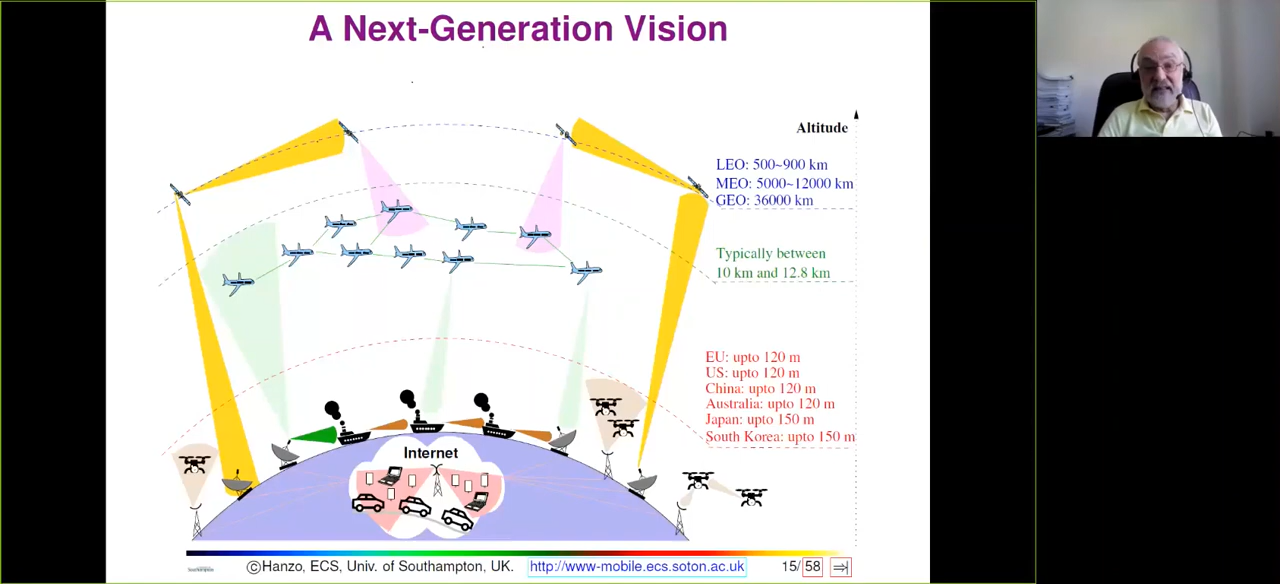 A Next-Generation Vision
Altitude
LEO: 500~900 km
MEO: 5000~12000 km
GEO: 36000 km
Typically between
10 km and 12.8 km
EU: upto 120 m
US: upto 120 m
China: upto 120 m
Australia: upto 120 m
Japan: upto 150 m
South Korea: upto 150 m
Internet
Southampton
©Hanzo, ECS, Univ. of Southampton, UK. http://www-mobile.ecs.soton.ac.uk 15/58